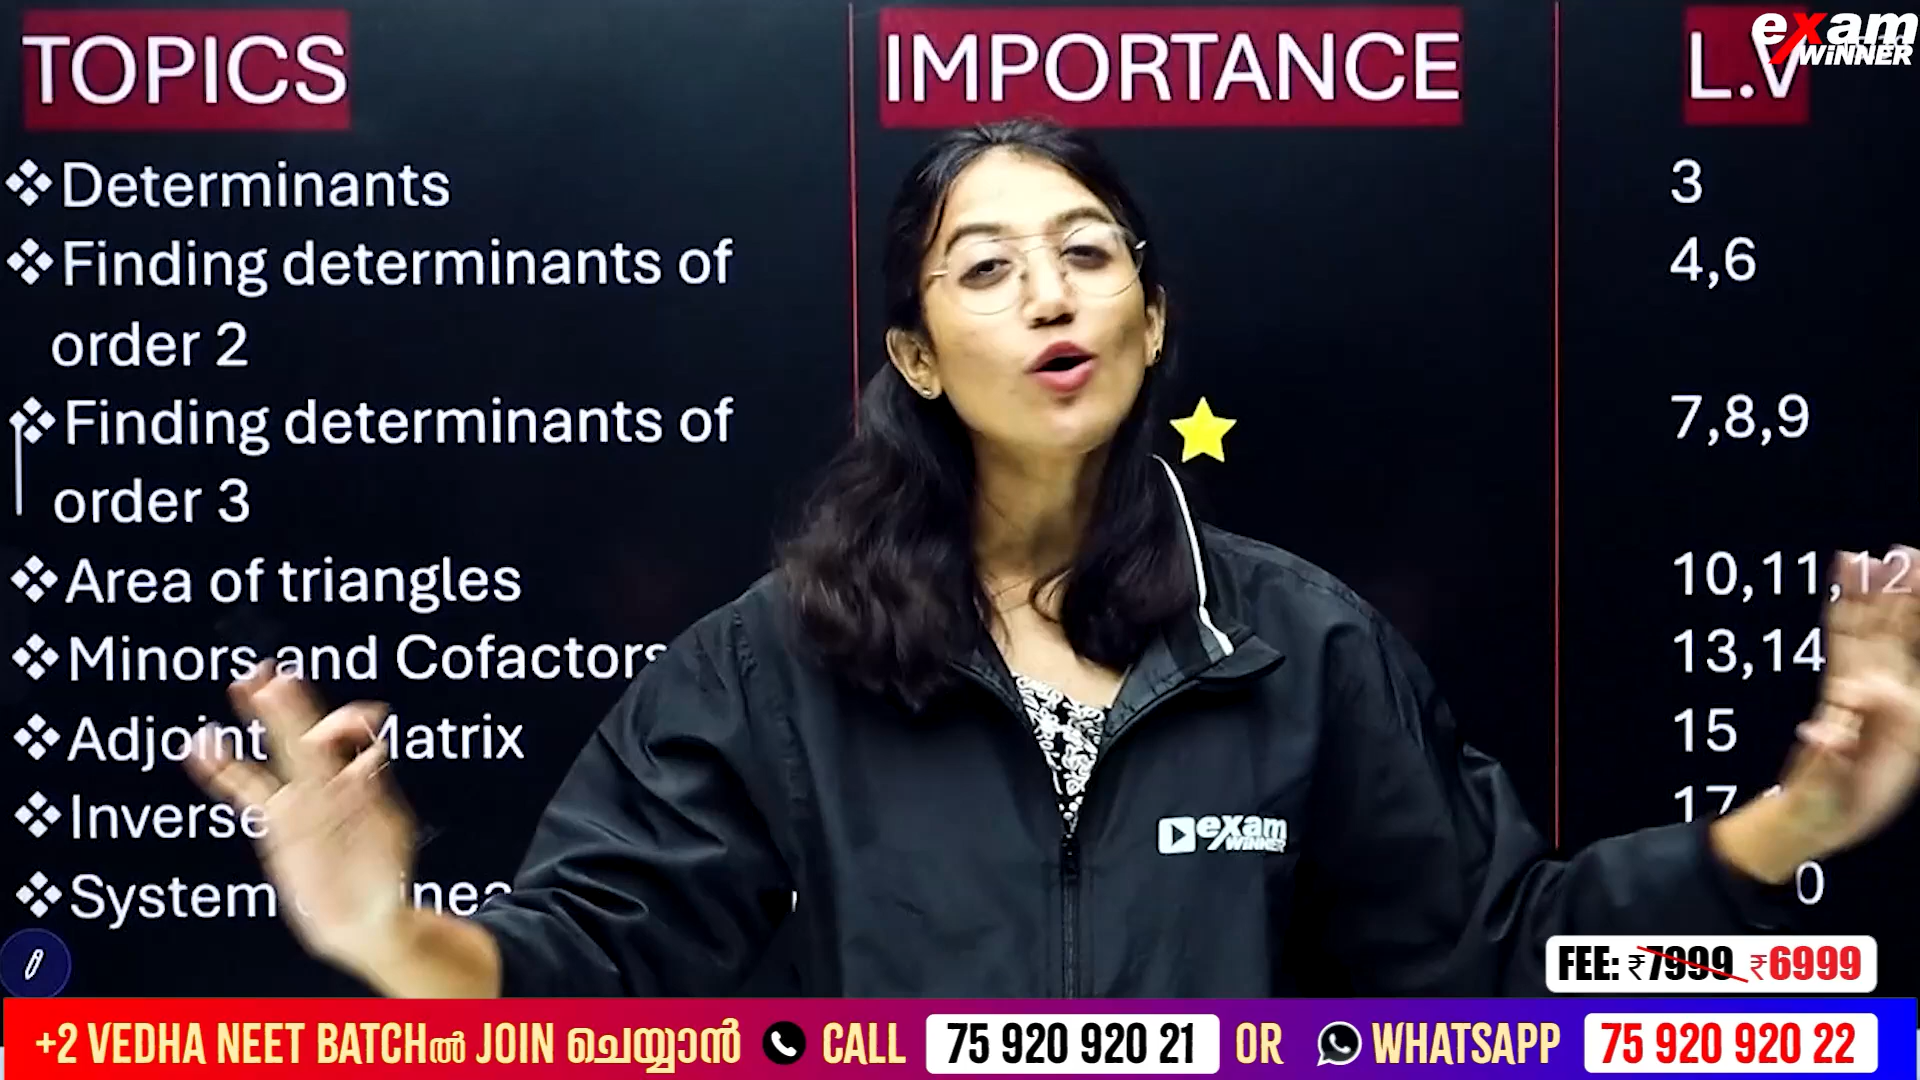 TOPICS IMPORTANCE L.V
exam
WiNNER
Determinants 3
Finding determinants of 4,6
order 2
Finding determinants of 7,8,9
order 3
Area of triangles 10,11,12
Minors and Cofactors 13,14
Adjoint Matrix 15
Inverse 17
System
exam
WiNNER
FEE: ₹7999 ₹6999
+2 VEDHA NEET BATCHൽ JOIN ചെയ്യാൻ CALL 75 920 920 21 OR WHATSAPP 75 920 920 22